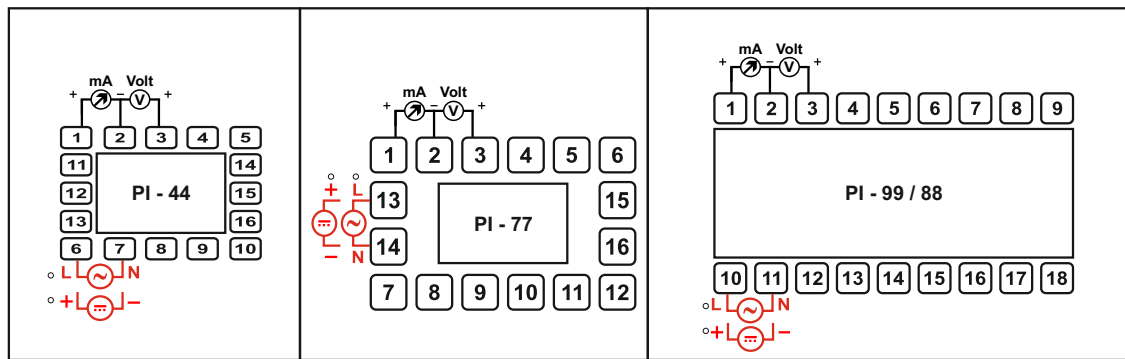 mA Volt
+ − +
V
1 2 3 4 5
11 14
12 PI - 44 15
13 16
6 7 8 9 10
L N
+ −
mA Volt
+ − +
V
1 2 3 4 5 6
+ L
13 15
PI - 77
14 16
− N
7 8 9 10 11 12
mA Volt
+ − +
V
1 2 3 4 5 6 7 8 9
PI - 99 / 88
10 11 12 13 14 15 16 17 18
L N
+ −